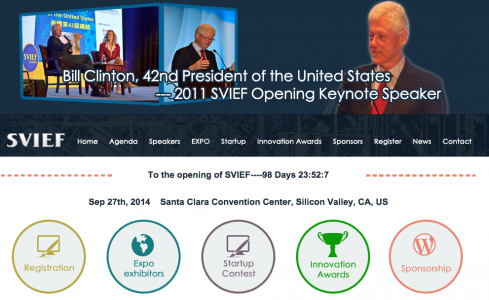 SVIEF
Bill Clinton, 42nd President of the United States
--- 2011 SVIEF Opening Keynote Speaker
SVIEF Home Agenda Speakers EXPO Startup Innovation Awards Sponsors Register News Contact
To the opening of SVIEF----98 Days 23:52:7
Sep 27th, 2014 Santa Clara Convention Center, Silicon Valley, CA, US
Registration
Expo
exhibitors
Startup
Contest
Innovation
Awards
Sponsorship